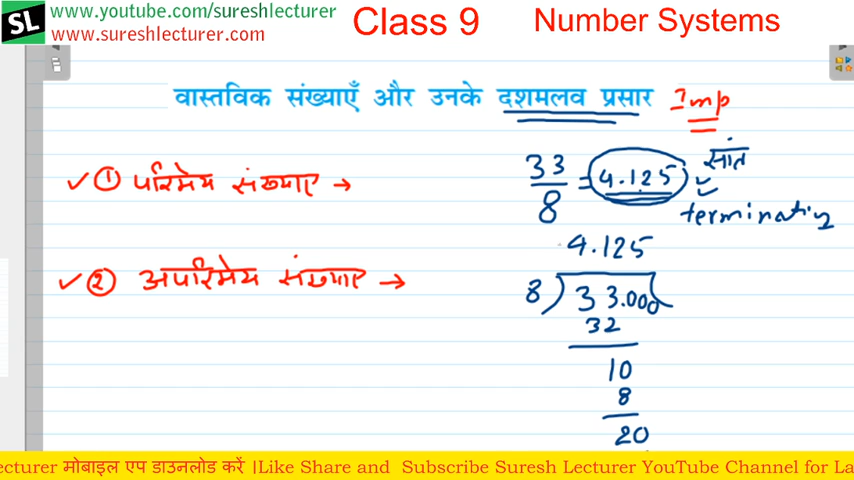 SL www.youtube.com/sureshlecturer
www.sureshlecturer.com
Class 9 Number Systems
वास्तविक संख्याएँ और उनके दशमलव प्रसार Imp
✓ ① परिमेय संख्याए →
33/8 = 4.125 सांत
terminating
✓ ② अपरिमेय संख्याए →
4.125
8 ) 33.000
32
10
8
20
ecturer मोबाइल एप डाउनलोड करें ।Like Share and Subscribe Suresh Lecturer YouTube Channel for La